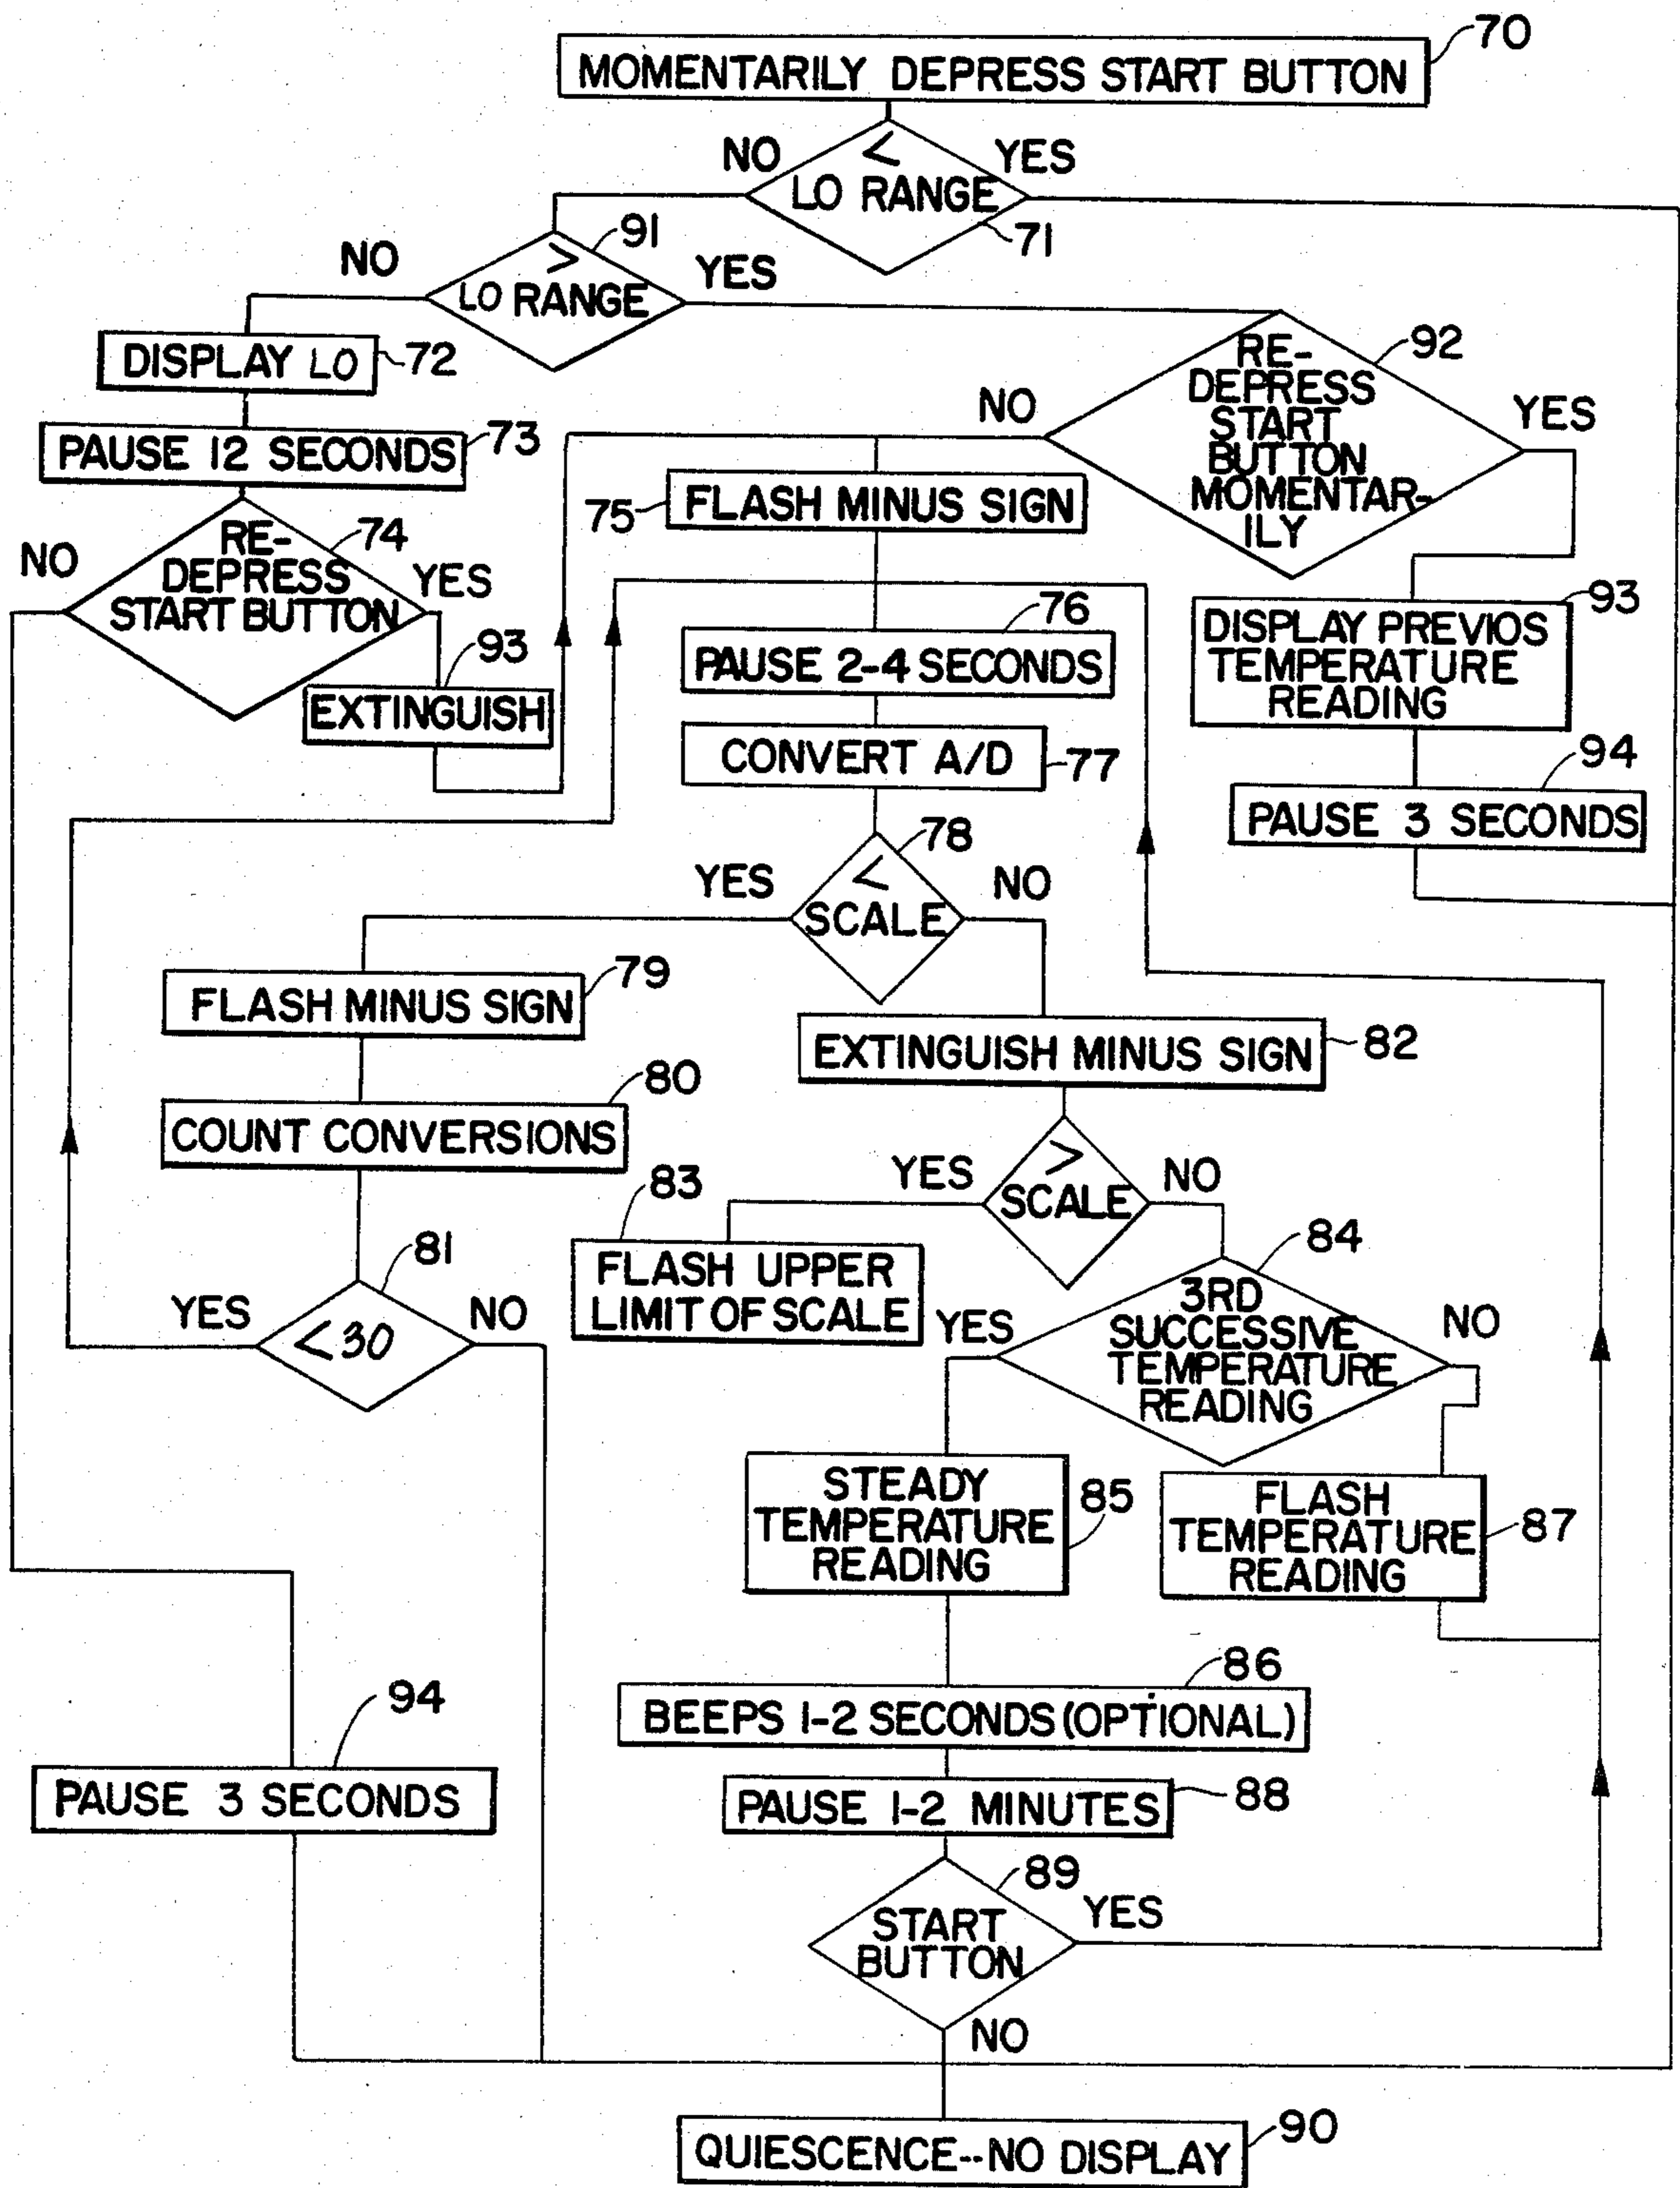 70
MOMENTARILY DEPRESS START BUTTON
NO
<
YES
LO RANGE
71
91
NO
>
YES
LO RANGE
DISPLAY LO
72
PAUSE 12 SECONDS
73
RE-
DEPRESS
START
BUTTON
MOMENTAR-
ILY
92
NO
YES
FLASH MINUS SIGN
75
RE-
DEPRESS
START BUTTON
74
NO
YES
93
EXTINGUISH
76
PAUSE 2-4 SECONDS
93
DISPLAY PREVIOS
TEMPERATURE
READING
CONVERT A/D
77
94
PAUSE 3 SECONDS
78
YES
<
NO
SCALE
FLASH MINUS SIGN
79
EXTINGUISH MINUS SIGN
82
80
COUNT CONVERSIONS
YES
>
NO
SCALE
83
FLASH UPPER
LIMIT OF SCALE
84
81
YES
<30
NO
YES
3RD
SUCCESSIVE
TEMPERATURE
READING
NO
STEADY
TEMPERATURE
READING
85
FLASH
TEMPERATURE
READING
87
86
BEEPS 1-2 SECONDS (OPTIONAL)
94
PAUSE 3 SECONDS
PAUSE 1-2 MINUTES
88
89
START
BUTTON
YES
NO
QUIESCENCE--NO DISPLAY
90